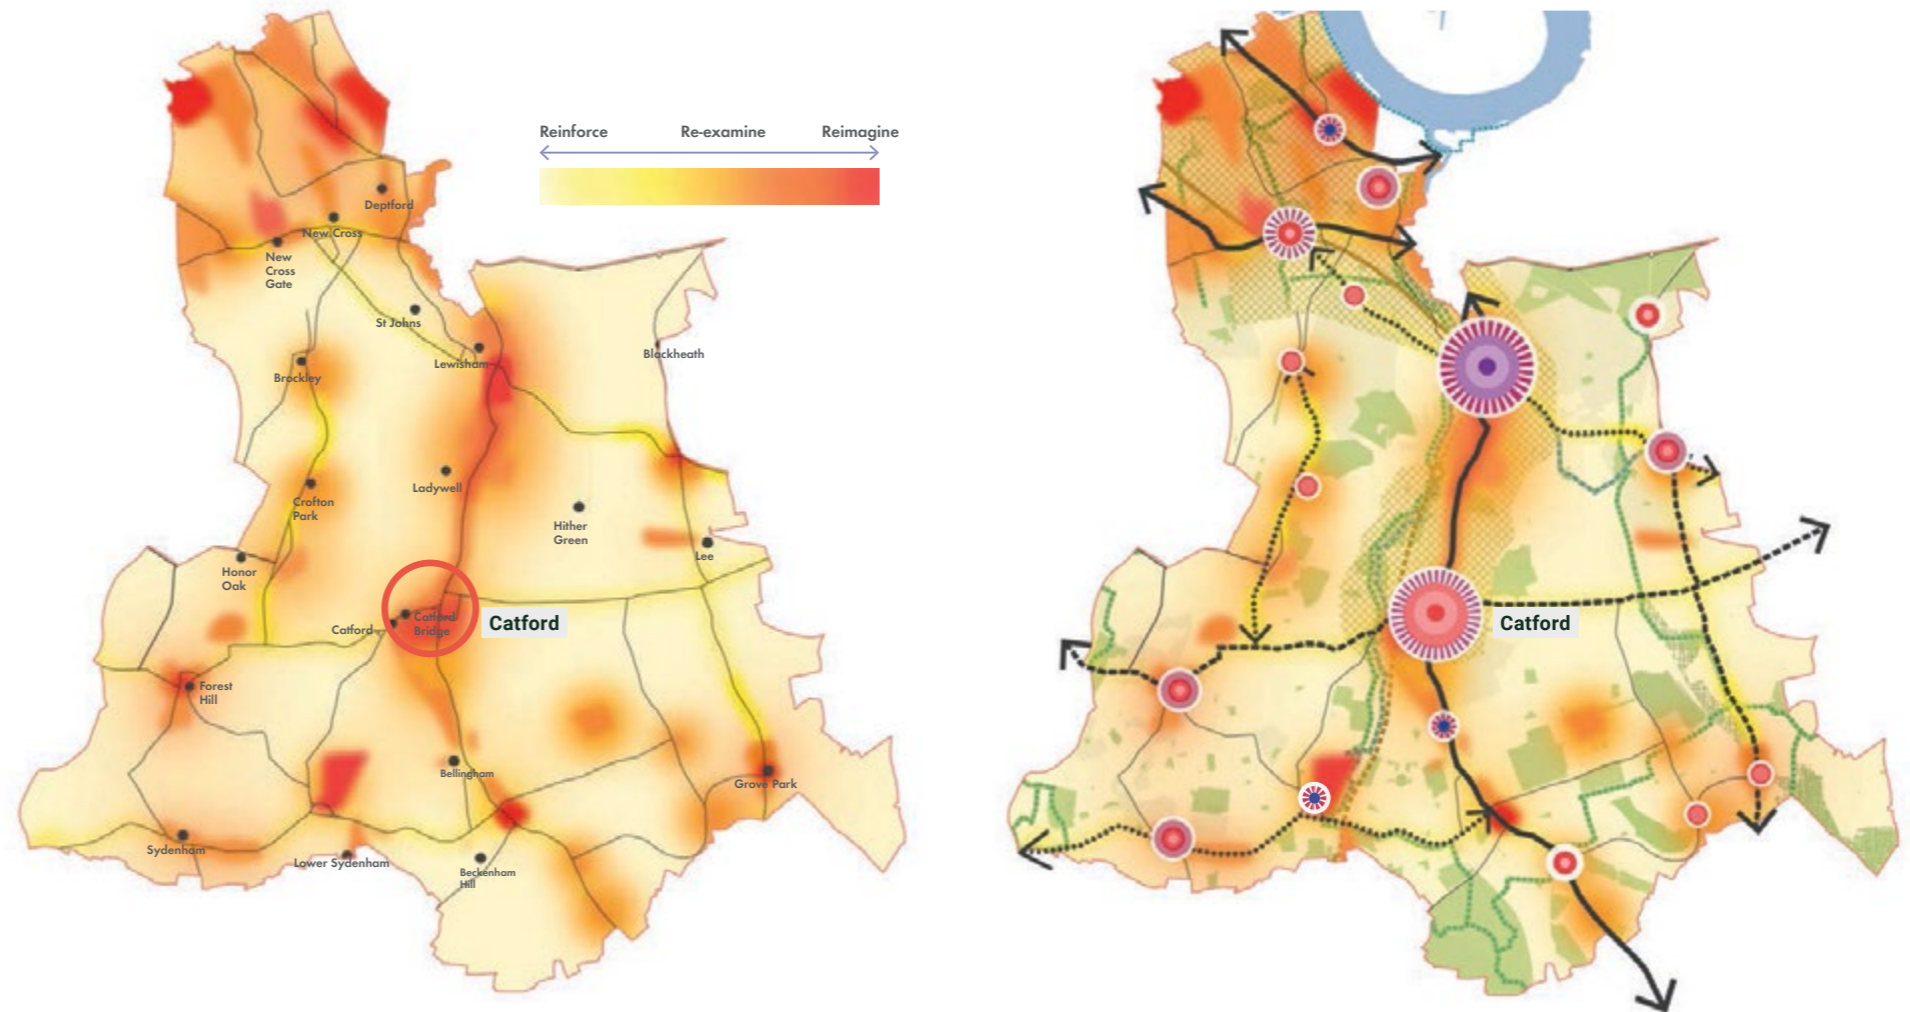 Reinforce Re-examine Reimagine
Deptford
New Cross
New
Cross
Gate
St Johns
Lewisham
Blackheath
Brockley
Ladywell
Crofton
Park
Hither
Green
Lee
Honor
Oak
Catford
Catford
Bridge
Catford
Forest
Hill
Bellingham
Grove Park
Sydenham
Lower Sydenham
Beckenham
Hill
Catford